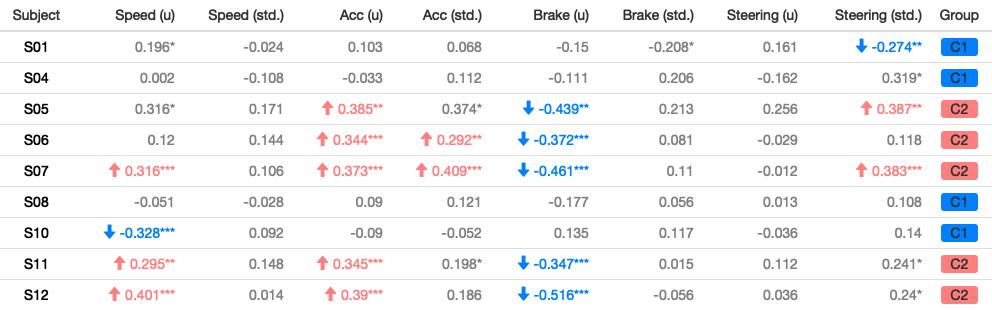 Subject Speed (u) Speed (std.) Acc (u) Acc (std.) Brake (u) Brake (std.) Steering (u) Steering (std.) Group
S01 0.196* -0.024 0.103 0.068 -0.15 -0.208* 0.161 -0.274** C1
S04 0.002 -0.108 -0.033 0.112 -0.111 0.206 -0.162 0.319* C1
S05 0.316* 0.171 0.385** 0.374* -0.439** 0.213 0.256 0.387** C2
S06 0.12 0.144 0.344*** 0.292** -0.372*** 0.081 -0.029 0.118 C2
S07 0.316*** 0.106 0.373*** 0.409*** -0.461*** 0.11 -0.012 0.383*** C2
S08 -0.051 -0.028 0.09 0.121 -0.177 0.056 0.013 0.108 C1
S10 -0.328*** 0.092 -0.09 -0.052 0.135 0.117 -0.036 0.14 C1
S11 0.295** 0.148 0.345*** 0.198* -0.347*** 0.015 0.112 0.241* C2
S12 0.401*** 0.014 0.39*** 0.186 -0.516*** -0.056 0.036 0.24* C2